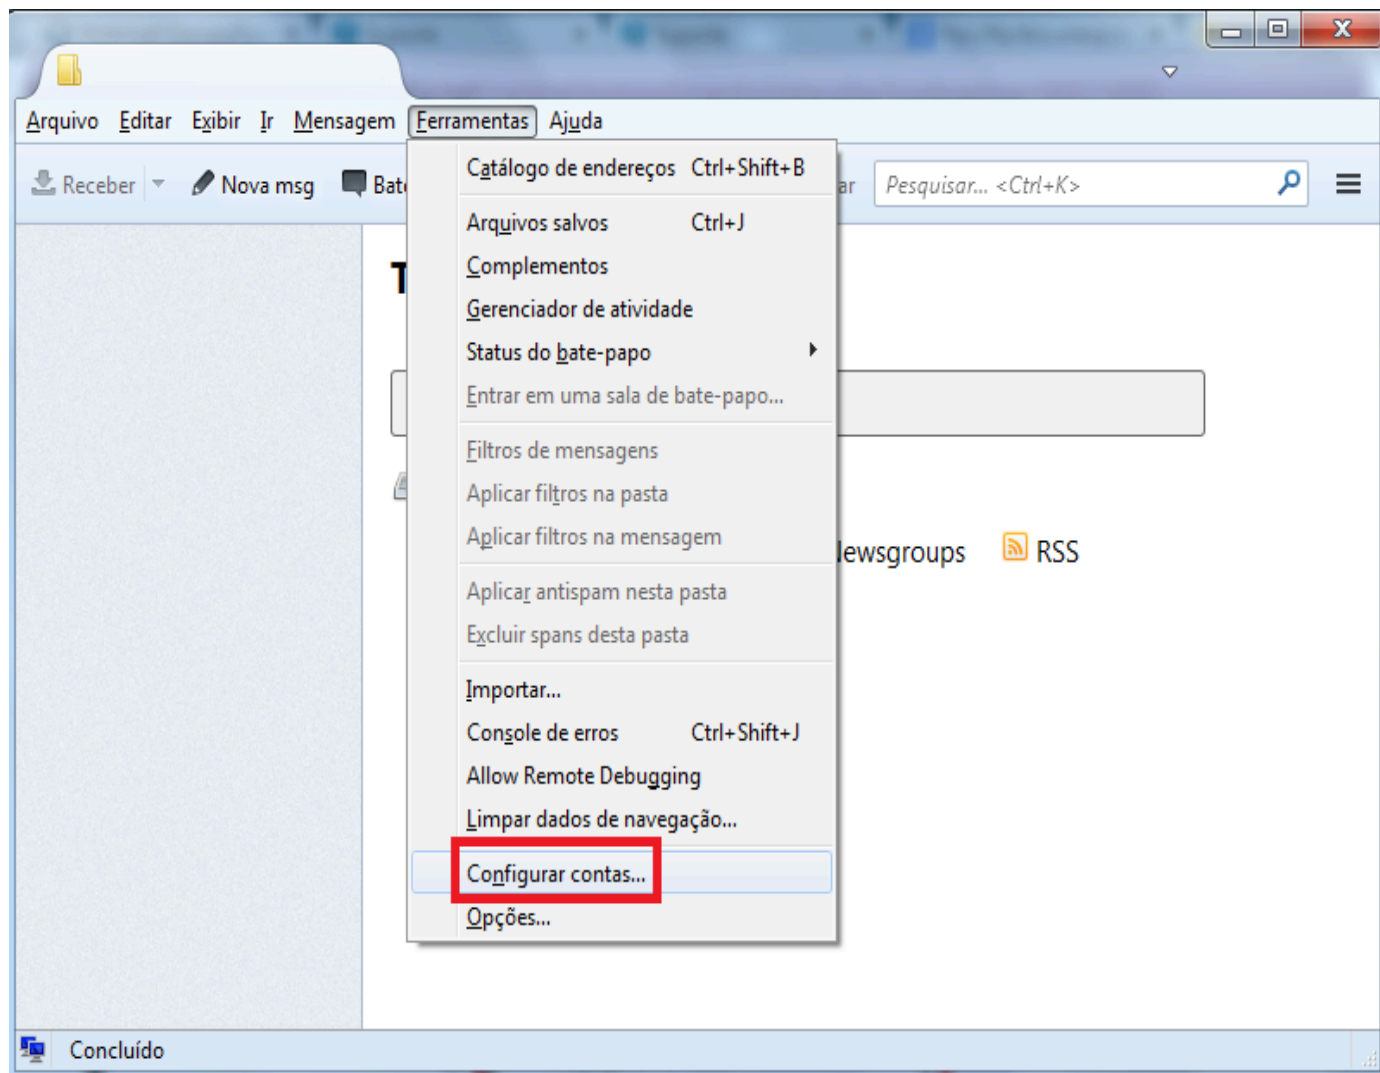 Arquivo Editar Exibir Ir Mensagem Ferramentas Ajuda
Receber Nova msg Pesquisar... <Ctrl+K>
Catálogo de endereços Ctrl+Shift+B
Arquivos salvos Ctrl+J
Complementos
Gerenciador de atividade
Status do bate-papo
Entrar em uma sala de bate-papo...
Filtros de mensagens
Aplicar filtros na pasta
Aplicar filtros na mensagem
RSS
Aplicar antispam nesta pasta
Excluir spans desta pasta
Importar...
Console de erros Ctrl+Shift+J
Allow Remote Debugging
Limpar dados de navegação...
Configurar contas...
Opções...
Concluído